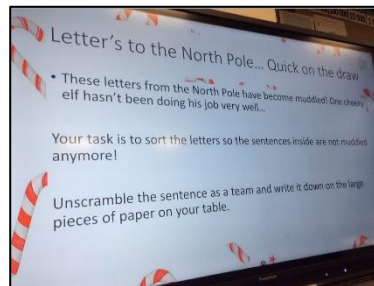 Letter's to the North Pole... Quick on the draw
• These letters from the North Pole have become muddled! One cheeky
elf hasn't been doing his job very well...
Your task is to sort the letters so the sentences inside are not muddled
anymore!
Unscramble the sentence as a team and write it down on the large
pieces of paper on your table.